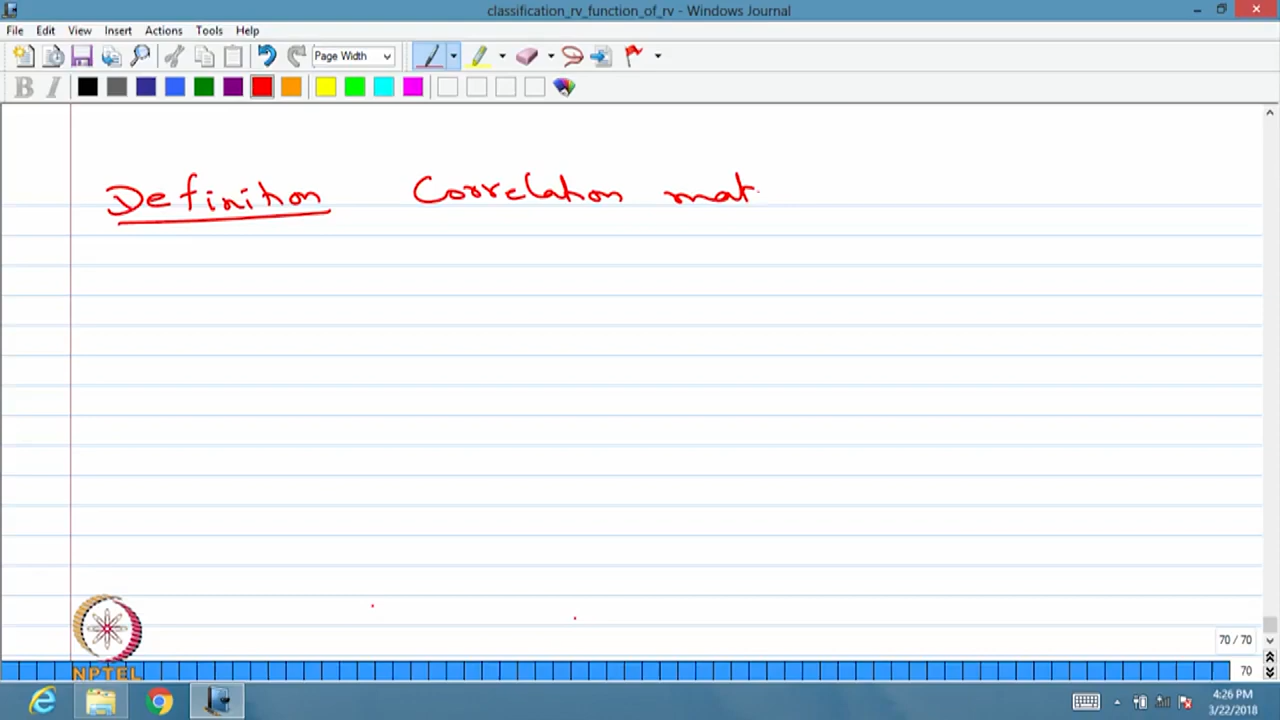 classification_rv_function_of_rv - Windows Journal
File Edit View Insert Actions Tools Help
Page Width
B I
Definition Correlation mat
70 / 70
NPTEL
70
4:26 PM
3/22/2018